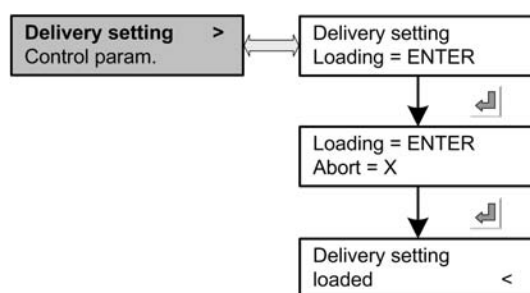 Delivery setting >
Control param.
Delivery setting
Loading = ENTER
Loading = ENTER
Abort = X
Delivery setting
loaded <